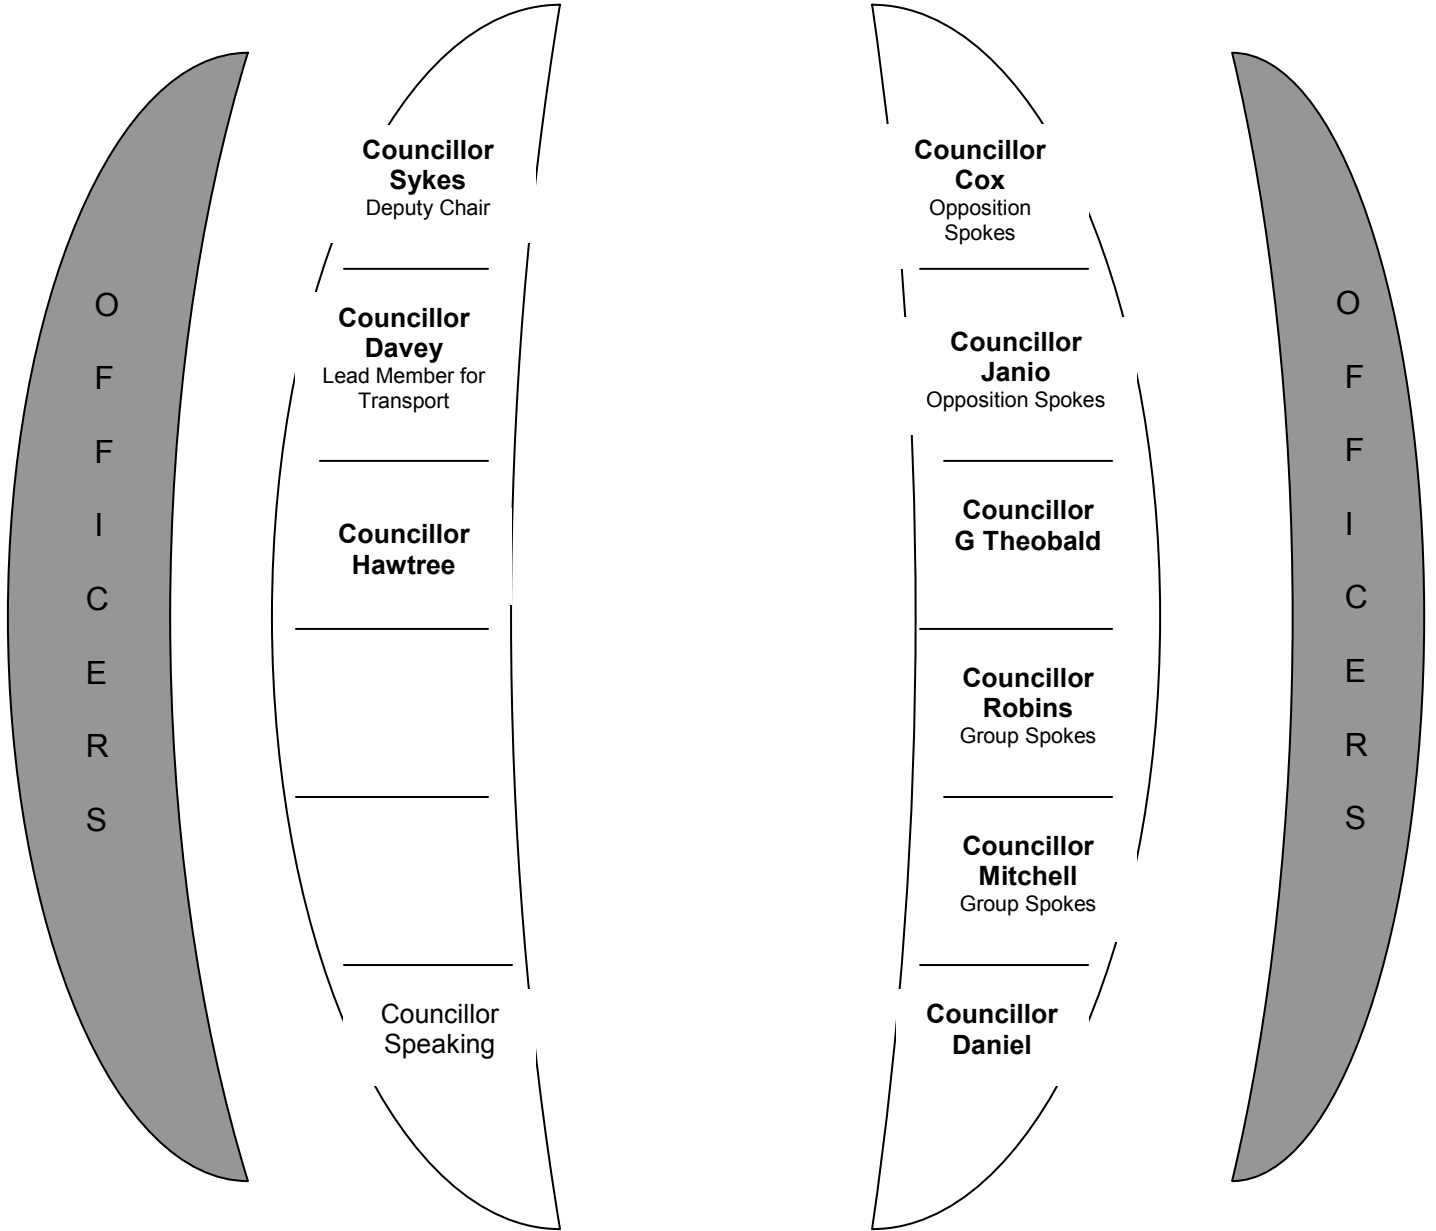 O
F
F
I
C
E
R
S
Councillor
Sykes
Deputy Chair
Councillor
Davey
Lead Member for
Transport
Councillor
Hawtree
Councillor
Speaking
Councillor
Cox
Opposition
Spokes
Councillor
Janio
Opposition Spokes
Councillor
G Theobald
Councillor
Robins
Group Spokes
Councillor
Mitchell
Group Spokes
Councillor
Daniel
O
F
F
I
C
E
R
S